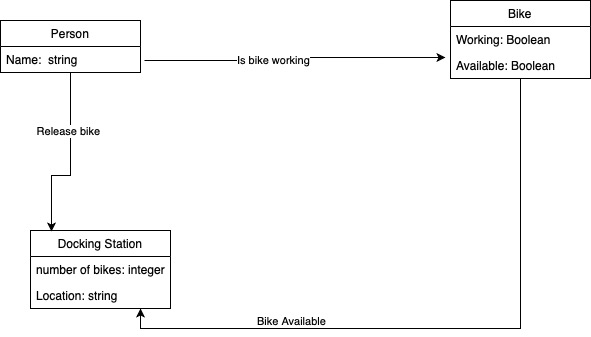 Person
Name: string
Is bike working
Bike
Working: Boolean
Available: Boolean
Release bike
Docking Station
number of bikes: integer
Location: string
Bike Available